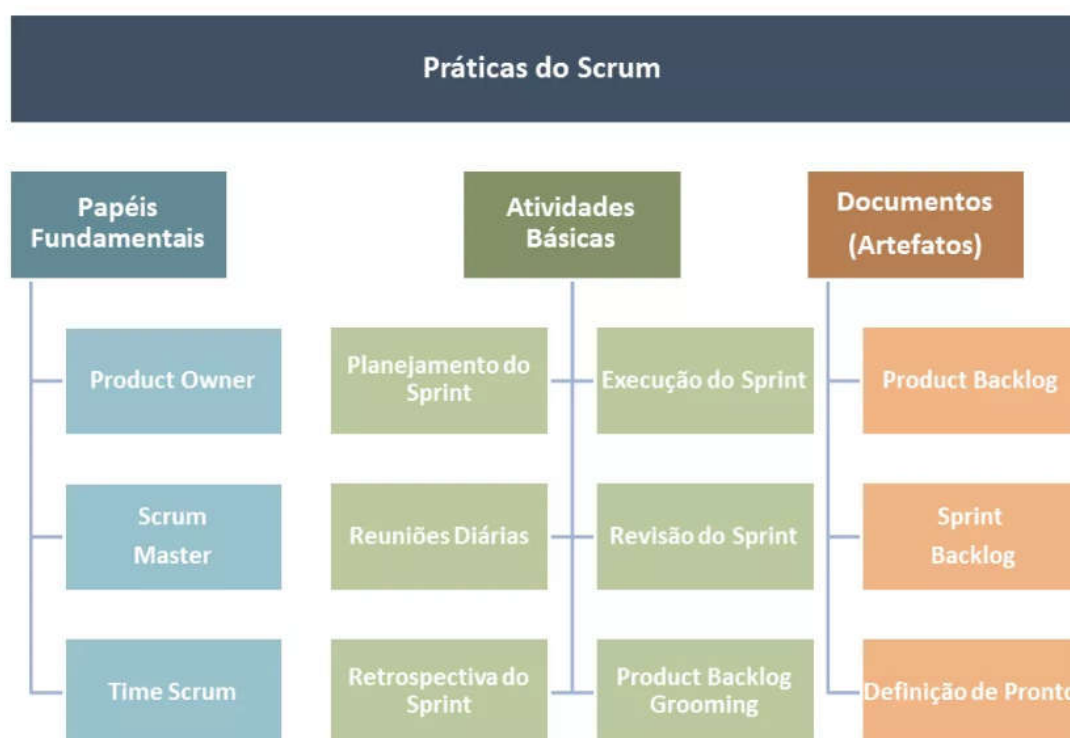 Práticas do Scrum
Papéis
Fundamentais
Product Owner
Scrum
Master
Time Scrum
Atividades
Básicas
Planejamento do
Sprint
Execução do Sprint
Reuniões Diárias
Revisão do Sprint
Retrospectiva do
Sprint
Product Backlog
Grooming
Documentos
(Artefatos)
Product Backlog
Sprint
Backlog
Definição de Pronto